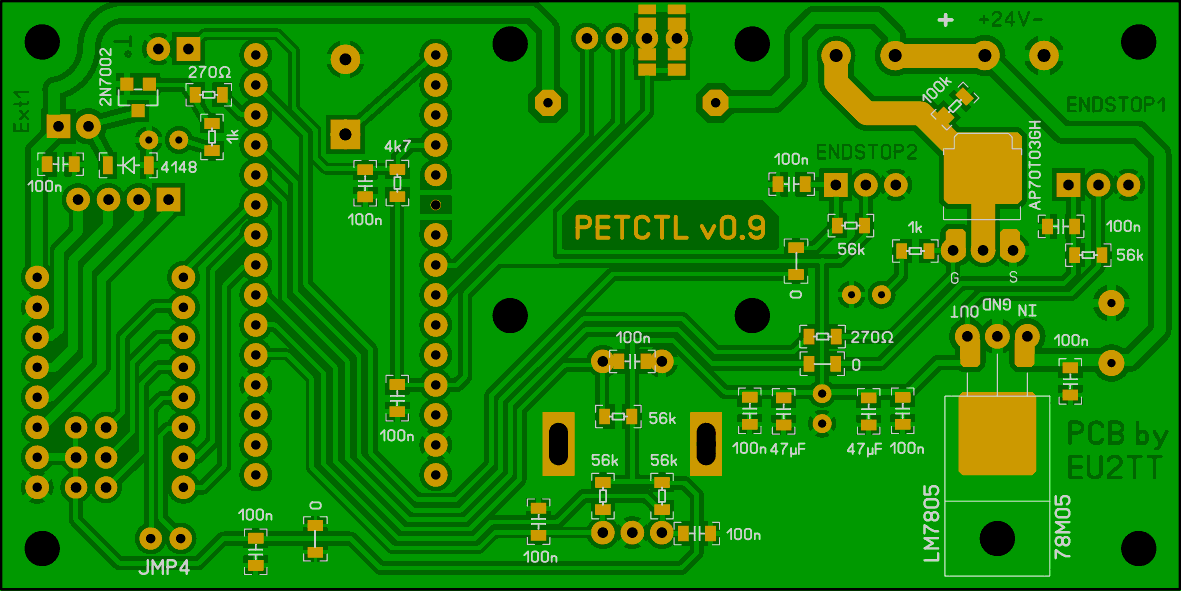 + +24V-
T°
2N7002
270Ω
100k
Ext1
1k
ENDSTOP1
AP70T03GH
4k7
ENDSTOP2
4148
100n
100n
100n
PETCTL v0.9
56k
1k
100n
56k
G
S
0
OUT
GND
IN
100n
270Ω
100n
0
56k
100n
100n
47µF
47µF
100n
PCB by
EU2TT
56k
56k
LM7805
78M05
100n
0
100n
100n
JMP4